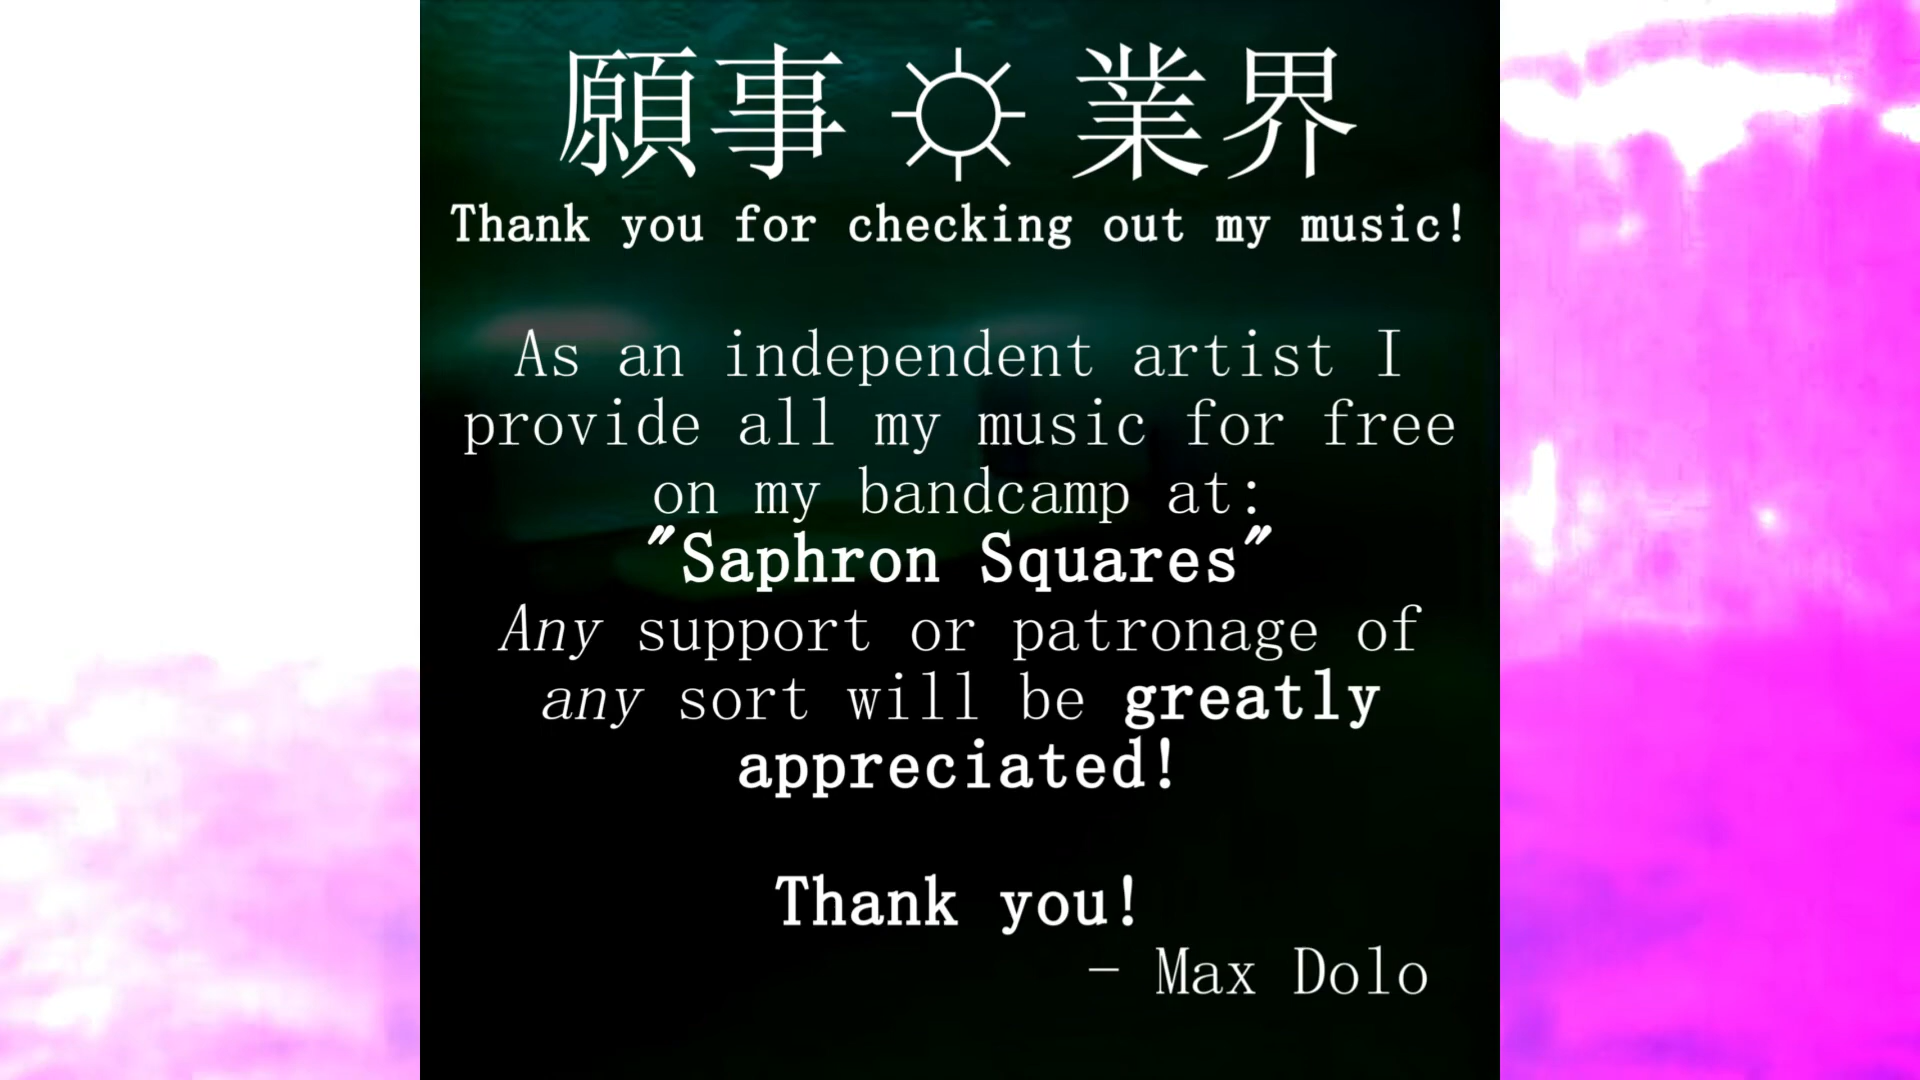 願事☼業界
Thank you for checking out my music!
As an independent artist I
provide all my music for free
on my bandcamp at:
"Saphron Squares"
Any support or patronage of
any sort will be greatly
appreciated!
Thank you!
- Max Dolo